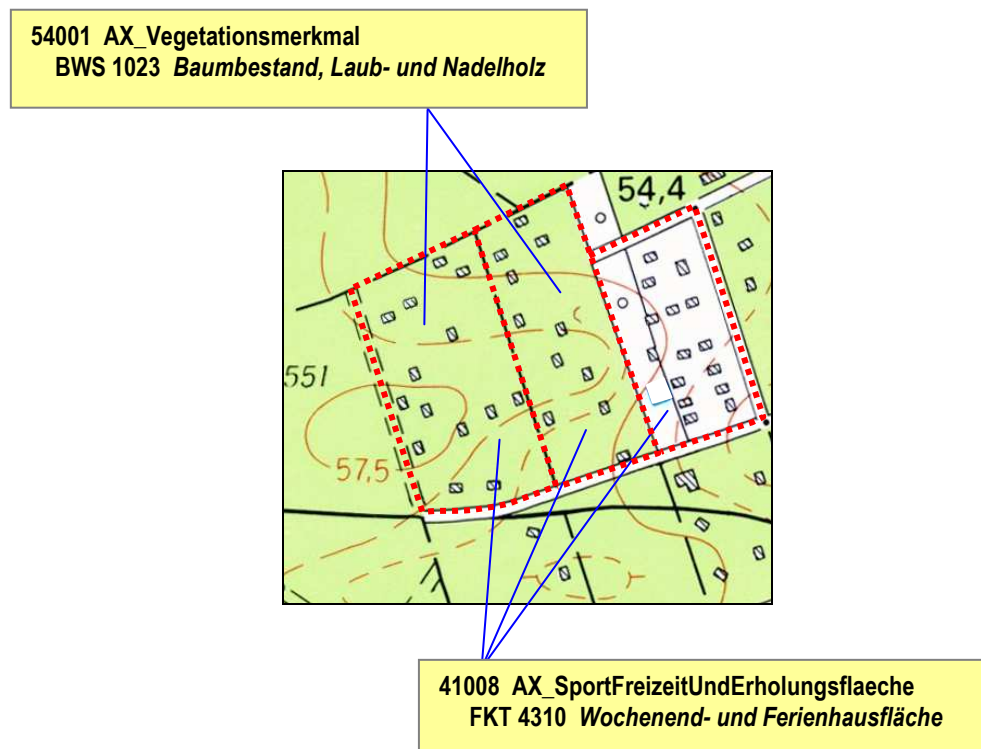 54001 AX_Vegetationsmerkmal
BWS 1023 Baumbestand, Laub- und Nadelholz
54,4
551
57,5
41008 AX_SportFreizeitUndErholungsflaeche
FKT 4310 Wochenend- und Ferienhausfläche